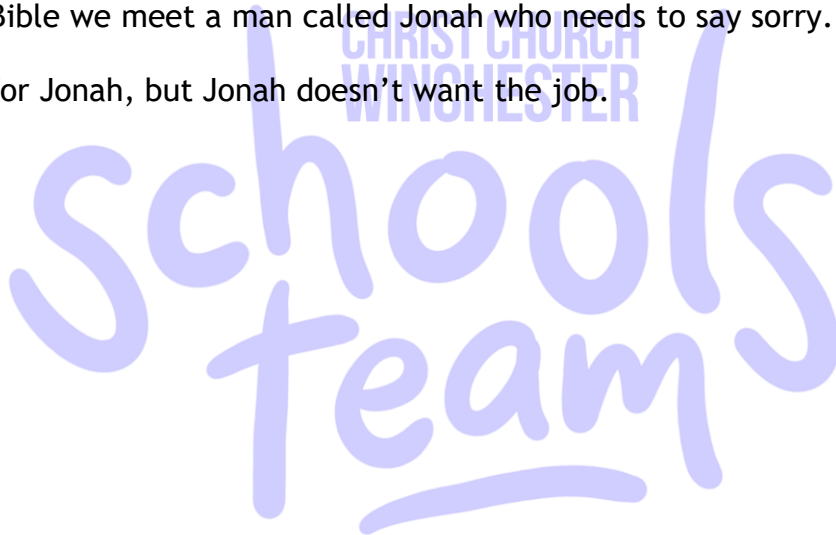 Bible we meet a man called Jonah who needs to say sorry.
CHRIST CHURCH
or Jonah, but Jonah doesn't want the job.
WINCHESTER
schools
team